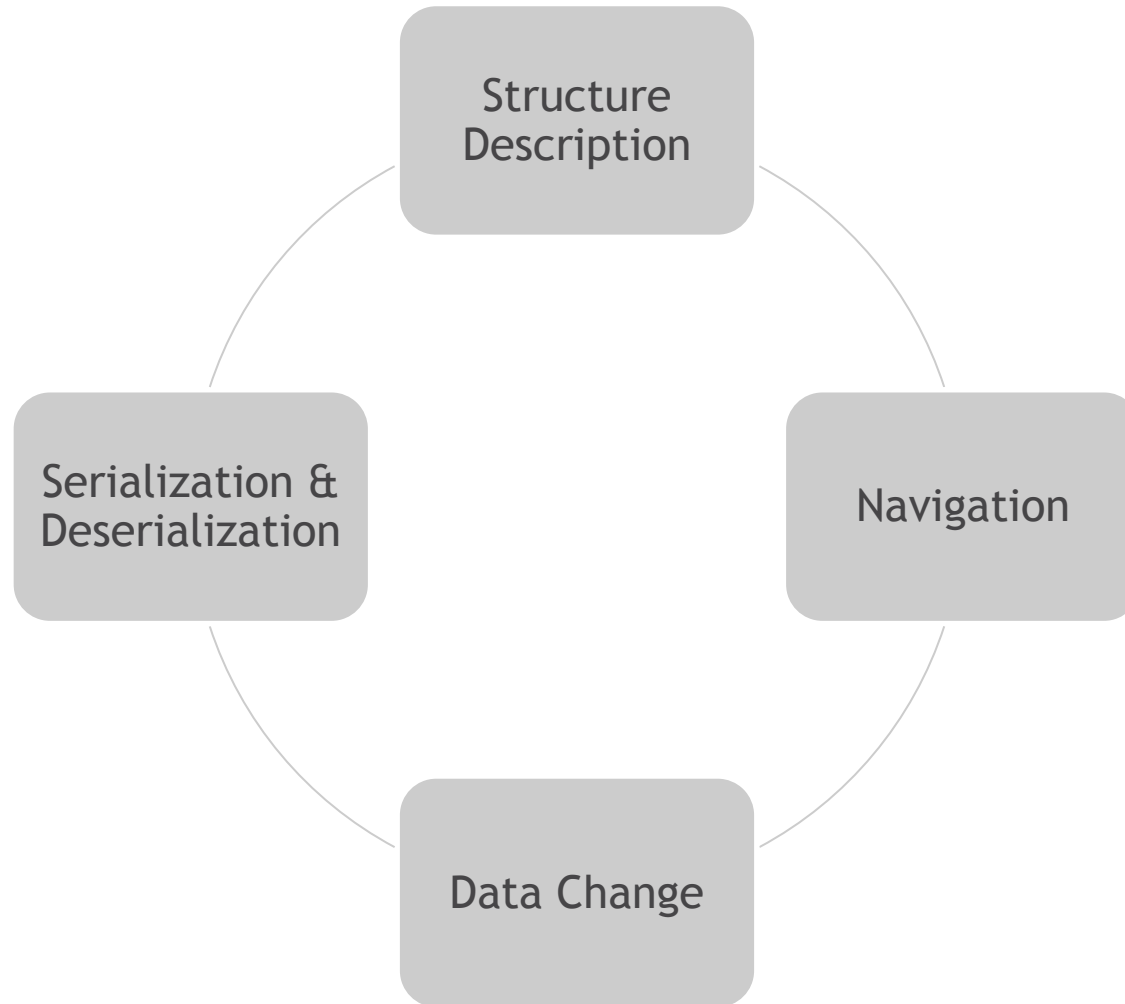 Structure
Description
Serialization &
Deserialization
Navigation
Data Change